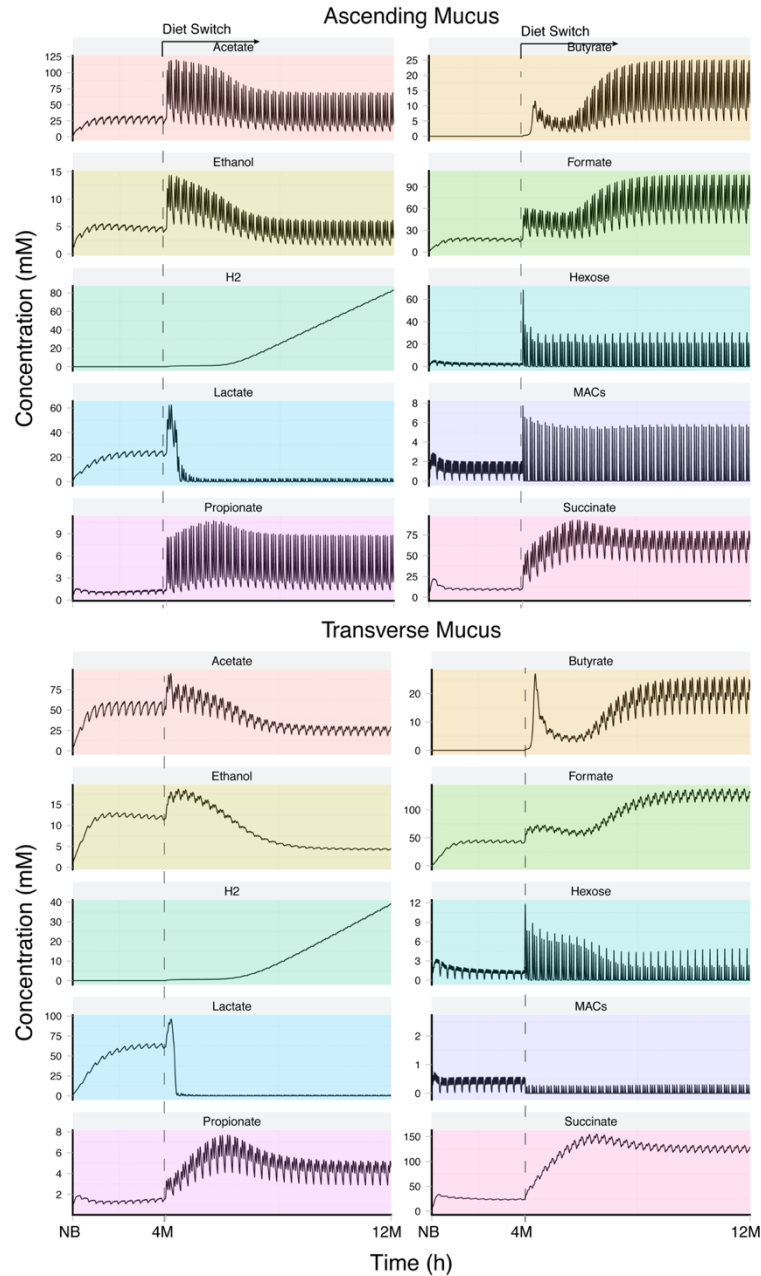 Ascending Mucus
Diet Switch
Diet Switch
Acetate
Butyrate
125
100
75
50
25
0
25
20
15
10
5
0
Ethanol
Formate
15
10
5
0
90
60
30
0
H2
Hexose
80
60
40
20
0
60
40
20
0
Lactate
MACs
60
40
20
0
8
6
4
2
0
Propionate
Succinate
9
6
3
0
75
50
25
0
Concentration (mM)
Transverse Mucus
Acetate
Butyrate
75
50
25
0
20
10
0
Ethanol
Formate
15
10
5
0
100
50
0
H2
Hexose
40
30
20
10
0
12
9
6
3
0
Lactate
MACs
100
75
50
25
0
2
1
0
Propionate
Succinate
8
6
4
2
150
100
50
0
Concentration (mM)
NB
4M
12M
NB
4M
12M
Time (h)